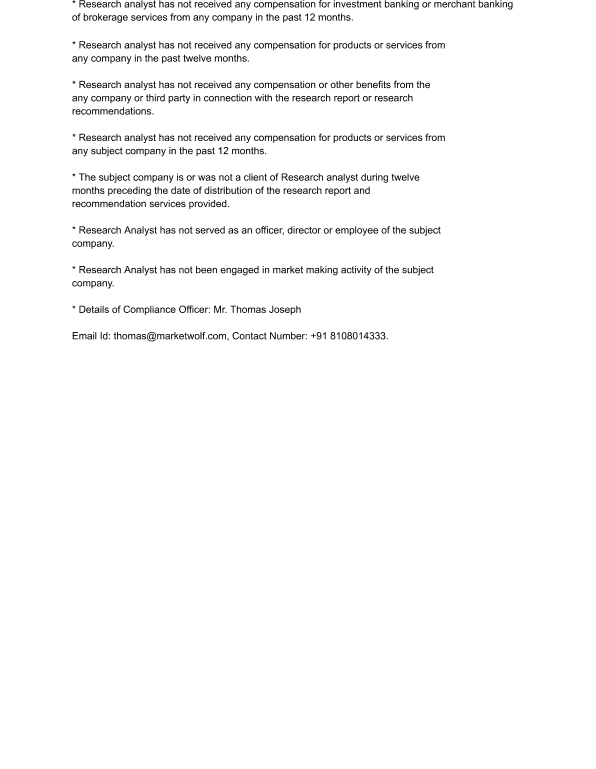 * Research analyst has not received any compensation for investment banking or merchant banking
of brokerage services from any company in the past 12 months.
* Research analyst has not received any compensation for products or services from
any company in the past twelve months.
* Research analyst has not received any compensation or other benefits from the
any company or third party in connection with the research report or research
recommendations.
* Research analyst has not received any compensation for products or services from
any subject company in the past 12 months.
* The subject company is or was not a client of Research analyst during twelve
months preceding the date of distribution of the research report and
recommendation services provided.
* Research Analyst has not served as an officer, director or employee of the subject
company.
* Research Analyst has not been engaged in market making activity of the subject
company.
* Details of Compliance Officer: Mr. Thomas Joseph
Email Id: thomas@marketwolf.com, Contact Number: +91 8108014333.